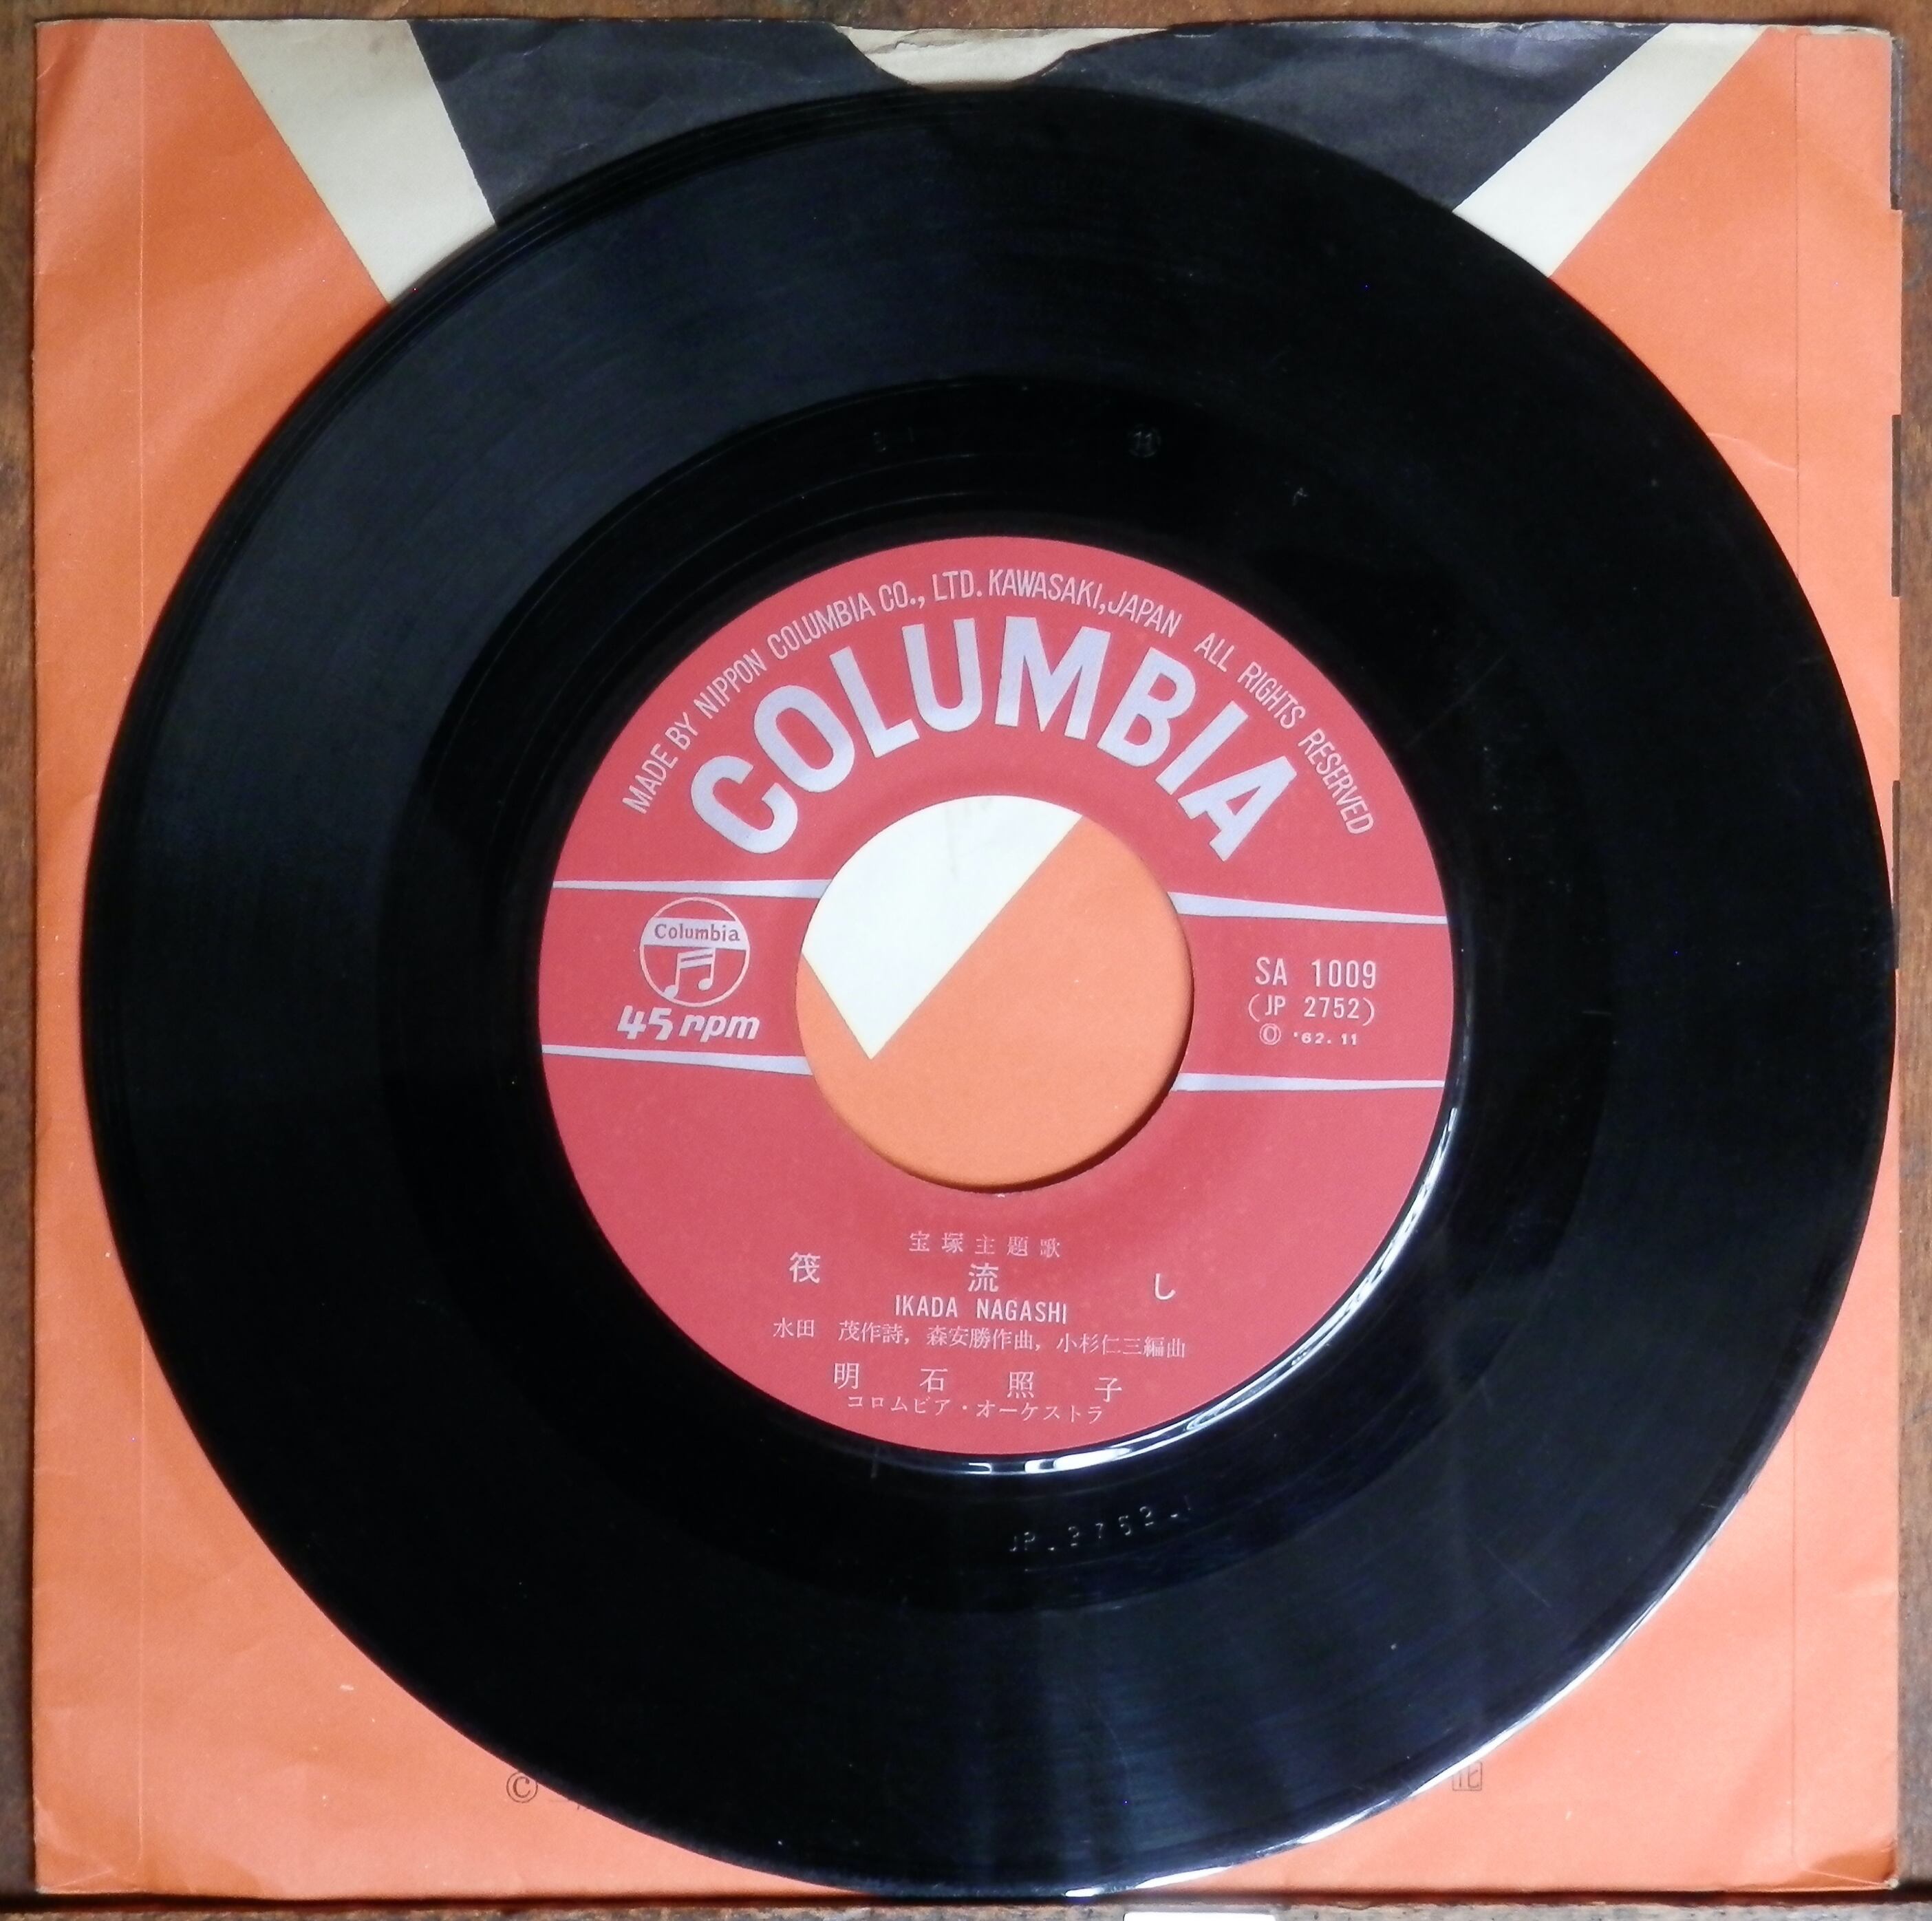 MADE BY NIPPON COLUMBIA CO., LTD. KAWASAKI, JAPAN ALL RIGHTS RESERVED
COLUMBIA
Columbia
45 rpm
SA 1009
(JP 2752)
Ⓒ '62. 11
宝塚主題歌
筏流し
IKADA NAGASHI
水田 茂作詩, 森安勝作曲, 小杉仁三編曲
明石照子
コロムビア・オーケストラ
JP. 2752
©